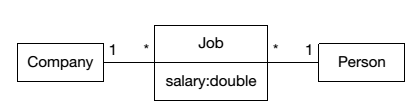 Company
1
*
Job
salary:double
*
1
Person